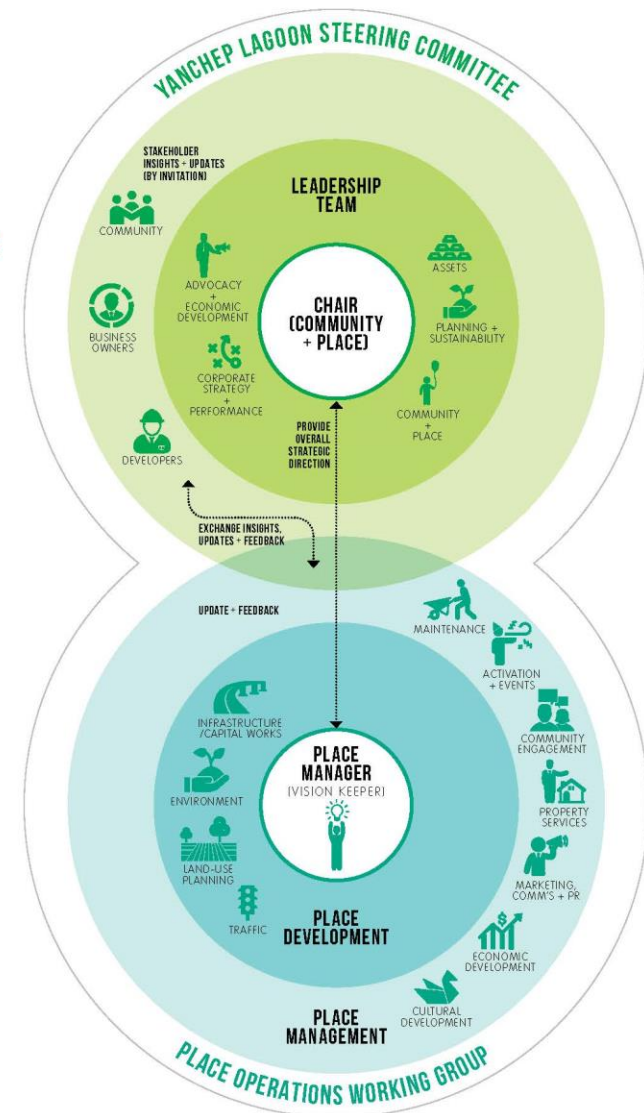 YANCHEP LAGOON STEERING COMMITTEE
STAKEHOLDER
INSIGHTS + UPDATES
(BY INVITATION)
COMMUNITY
BUSINESS
OWNERS
DEVELOPERS
LEADERSHIP
TEAM
ADVOCACY
+
ECONOMIC
DEVELOPMENT
CORPORATE
STRATEGY
+
PERFORMANCE
CHAIR
(COMMUNITY
+ PLACE)
ASSETS
PLANNING +
SUSTAINABILITY
COMMUNITY
+
PLACE
PROVIDE
OVERALL
STRATEGIC
DIRECTION
EXCHANGE INSIGHTS,
UPDATES + FEEDBACK
UPDATE + FEEDBACK
MAINTENANCE
ACTIVATION
+ EVENTS
COMMUNITY
ENGAGEMENT
PROPERTY
SERVICES
MARKETING,
COMM'S + PR
ECONOMIC
DEVELOPMENT
CULTURAL
DEVELOPMENT
INFRASTRUCTURE
/CAPITAL WORKS
ENVIRONMENT
LAND-USE
PLANNING
TRAFFIC
PLACE
MANAGER
(VISION KEEPER)
PLACE
DEVELOPMENT
PLACE
MANAGEMENT
PLACE OPERATIONS WORKING GROUP